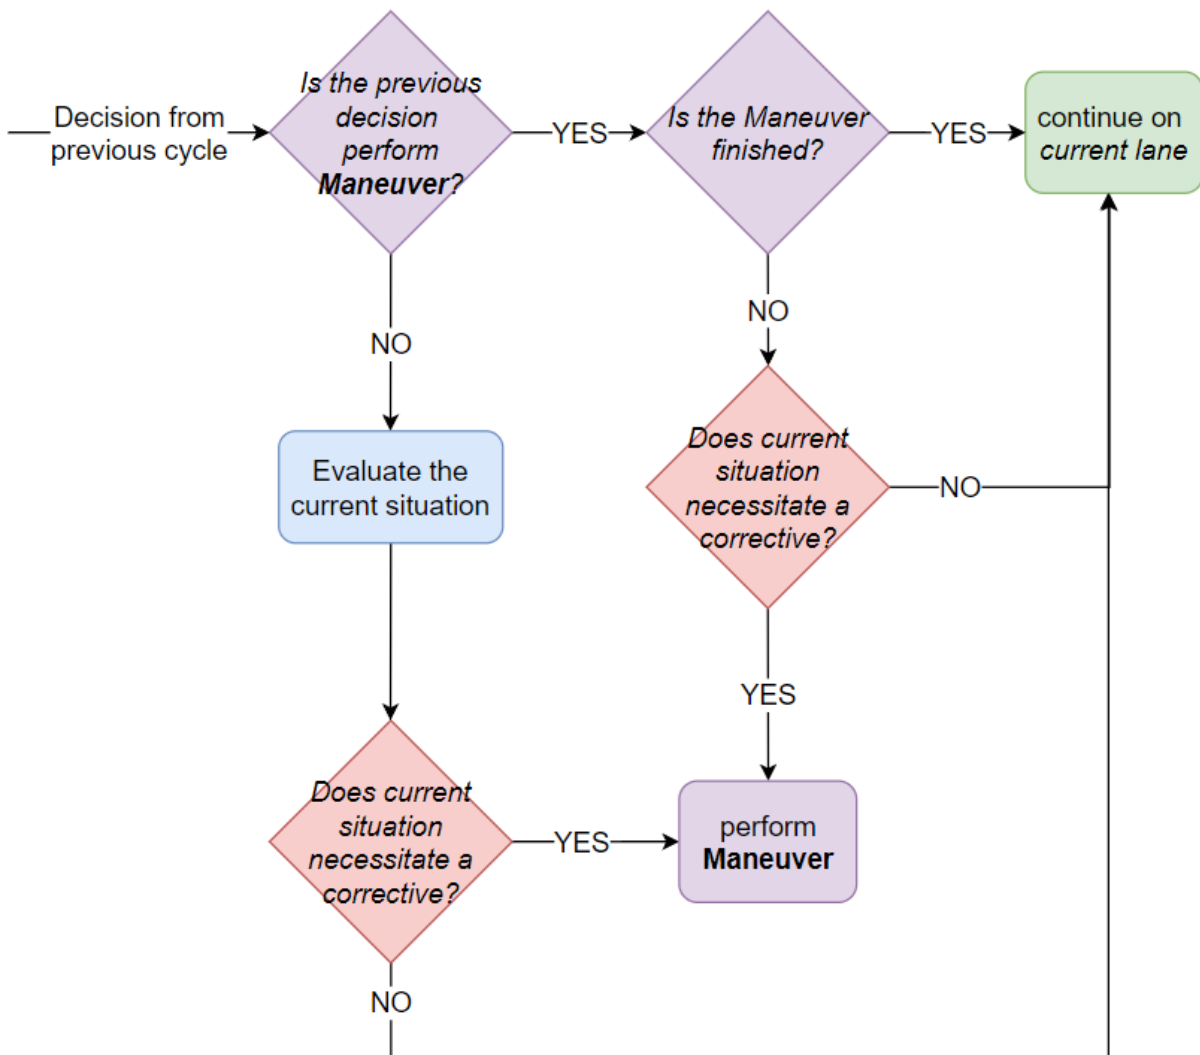 Decision from
previous cycle
Is the previous
decision
perform
Maneuver?
YES
Is the Maneuver
finished?
YES
continue on
current lane
NO
NO
Evaluate the
current situation
Does current
situation
necessitate a
corrective?
NO
YES
Does current
situation
necessitate a
corrective?
YES
perform
Maneuver
NO